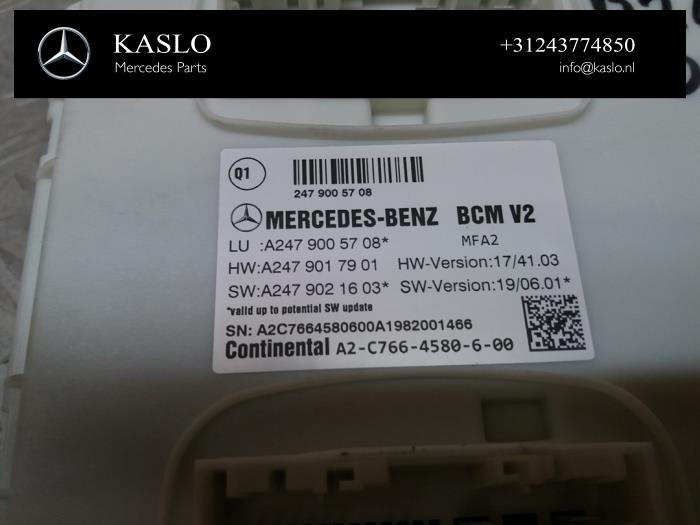 KASLO
Mercedes Parts
+31243774850
info@kaslo.nl
Q1
247 900 57 08
MERCEDES-BENZ BCM V2
LU :A247 900 57 08* MFA2
HW:A247 901 79 01 HW-Version:17/41.03
SW:A247 902 16 03* SW-Version:19/06.01*
*valid up to potential SW update
SN: A2C7664580600A1982001466
Continental A2-C766-4580-6-00